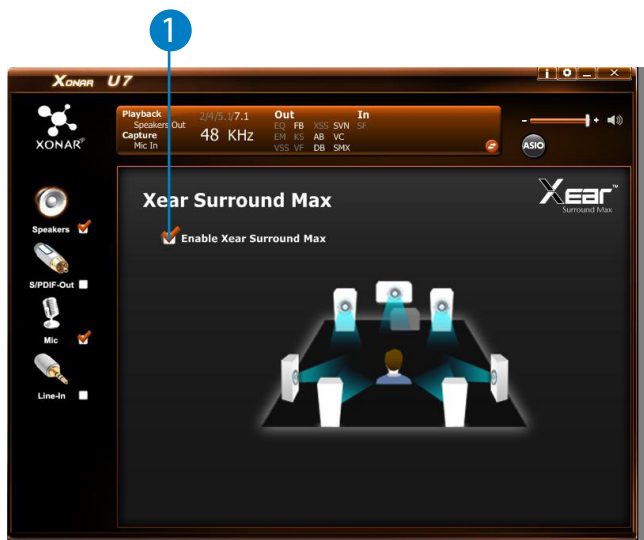 1
XONAR U7
i
XONAR®
Playback 2/4/5.1/7.1 Out In
Speakers Out EQ FB XSS SVN SF
Capture 48 KHz EM KS AB VC
Mic In VSS VF DB SMX
- +
ASIO
Xear Surround Max
Xear™
Surround Max
Enable Xear Surround Max
Speakers
S/PDIF-Out
Mic
Line-In